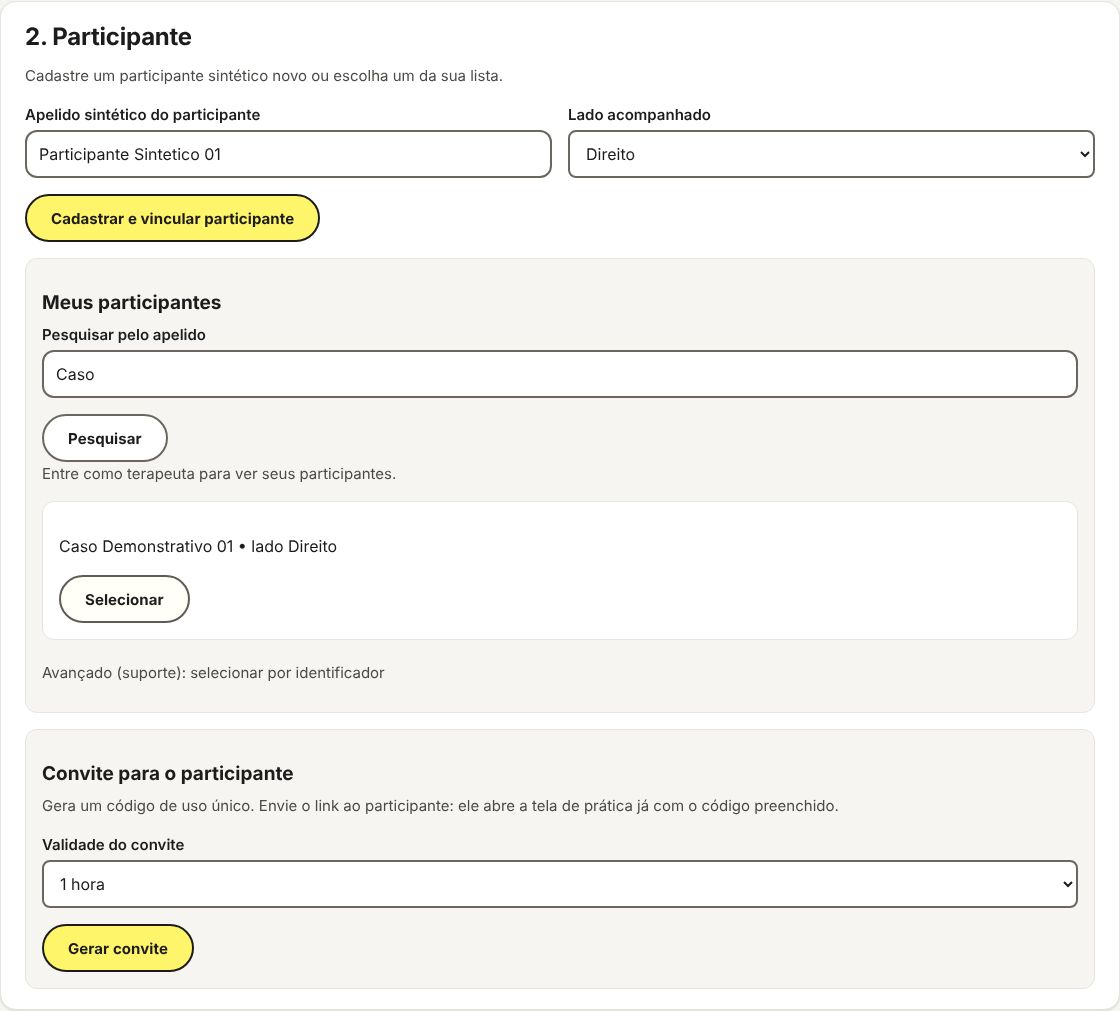 2. Participante
Cadastre um participante sintético novo ou escolha um da sua lista.
Apelido sintético do participante
Lado acompanhado
Participante Sintetico 01
Direito
Cadastrar e vincular participante
Meus participantes
Pesquisar pelo apelido
Caso
Pesquisar
Entre como terapeuta para ver seus participantes.
Caso Demonstrativo 01 • lado Direito
Selecionar
Avançado (suporte): selecionar por identificador
Convite para o participante
Gera um código de uso único. Envie o link ao participante: ele abre a tela de prática já com o código preenchido.
Validade do convite
1 hora
Gerar convite